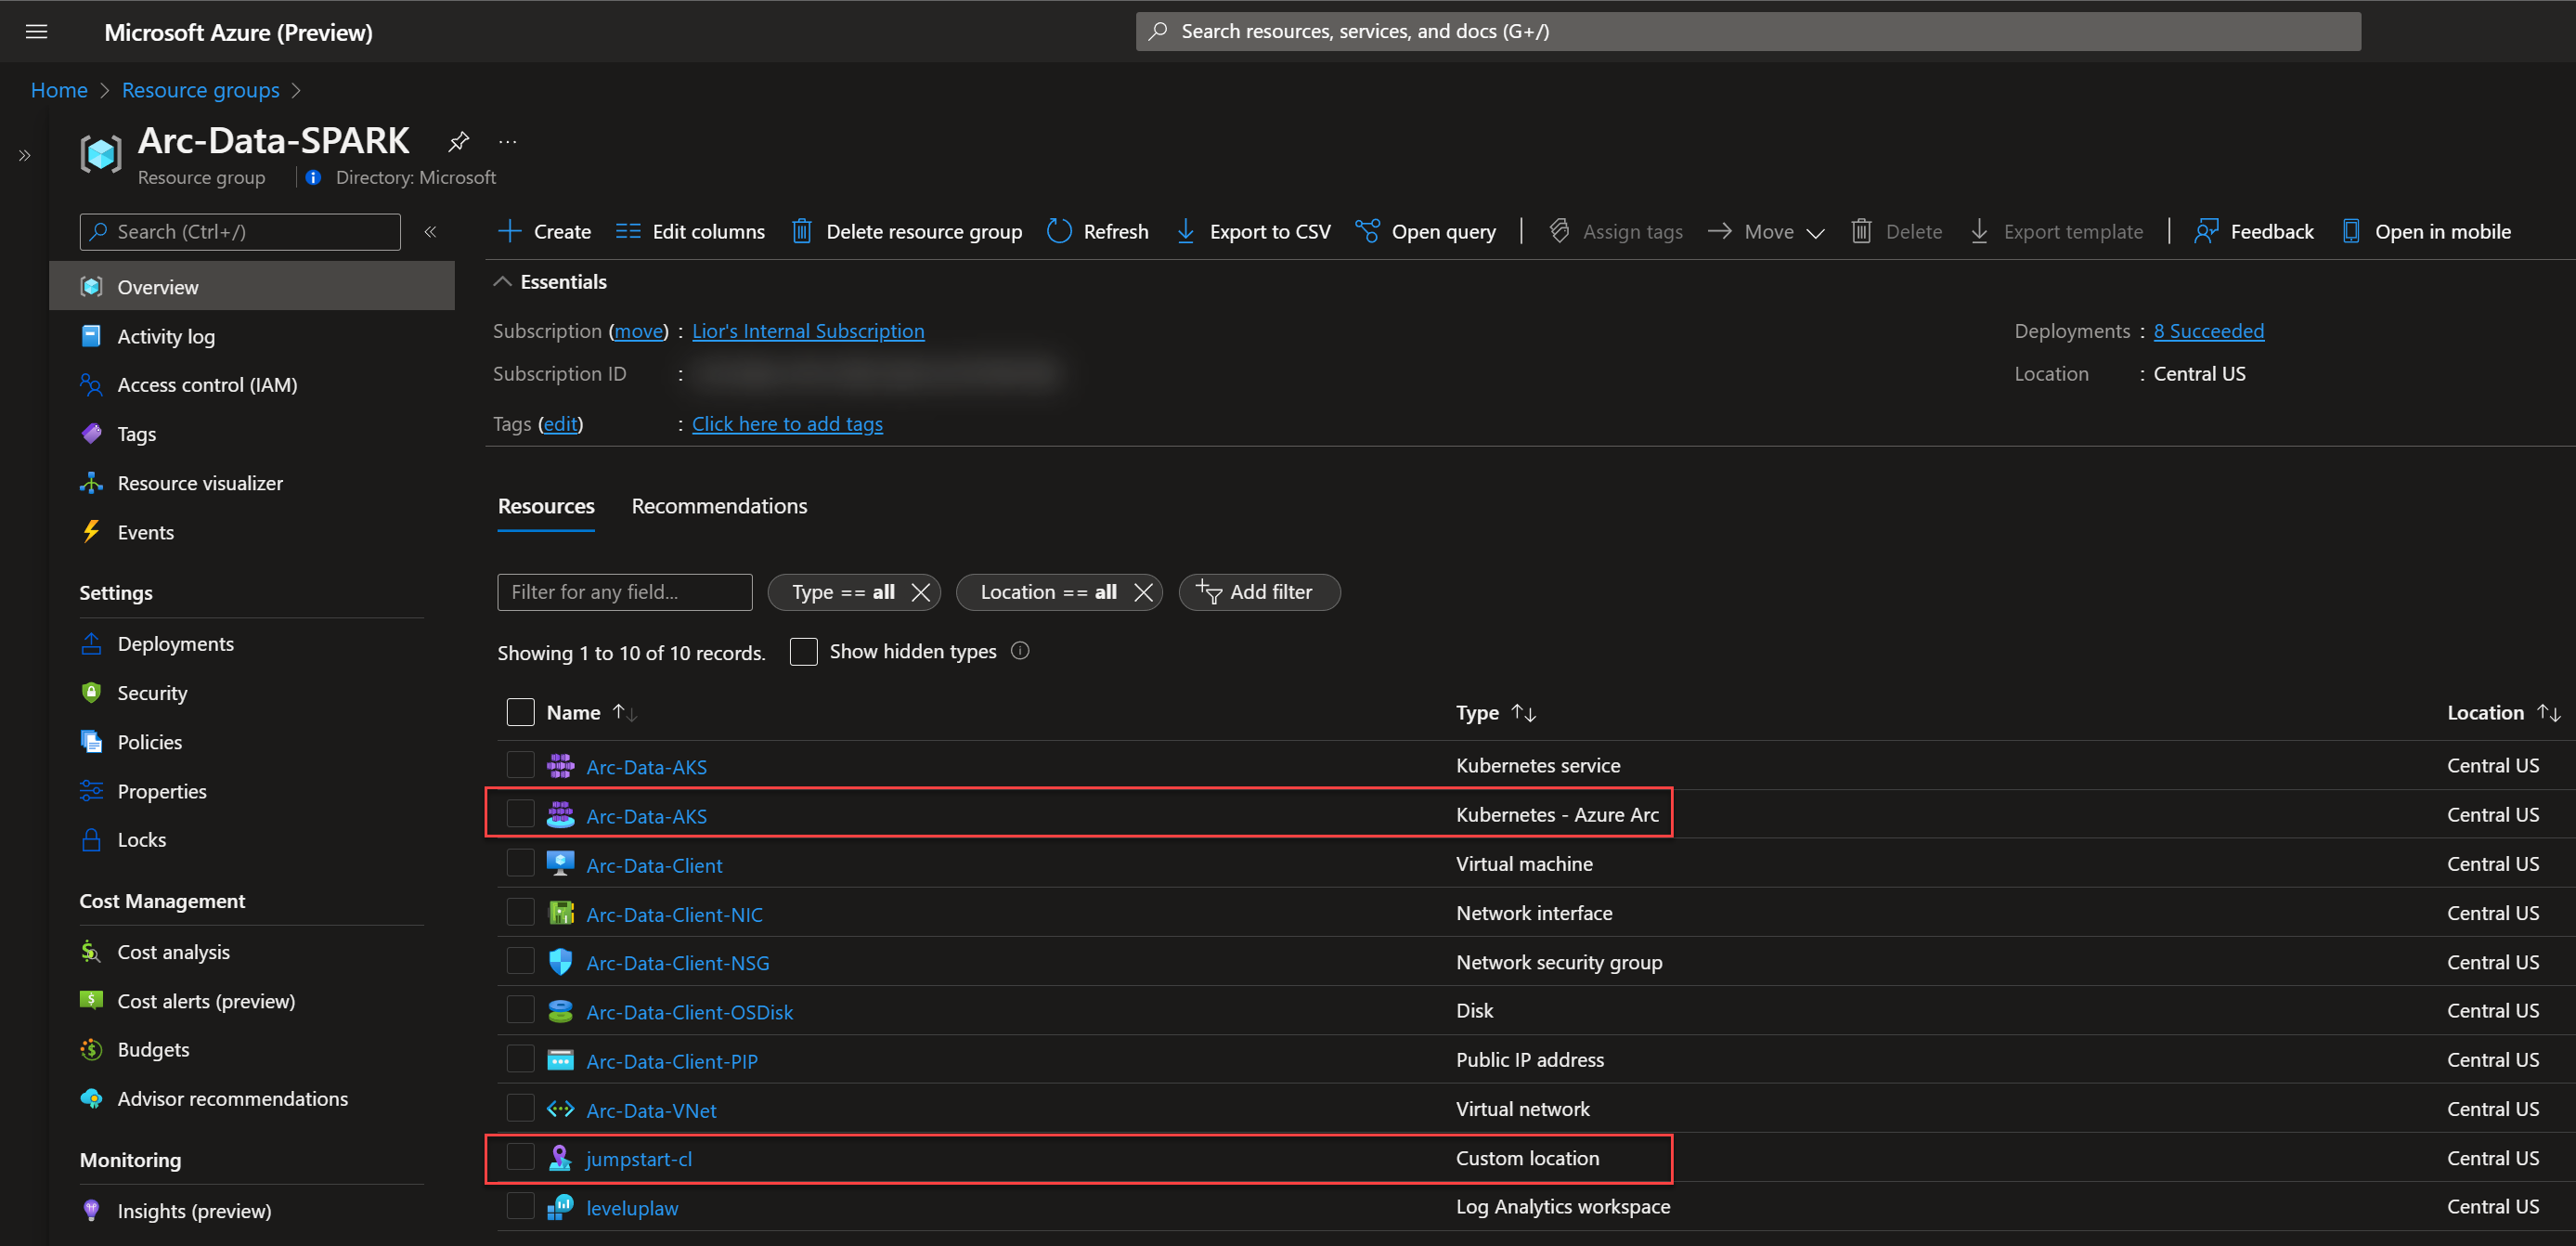 Microsoft Azure (Preview)
Search resources, services, and docs (G+/)
Home > Resource groups >
Arc-Data-SPARK ...
Resource group | Directory: Microsoft
Search (Ctrl+/) «
Overview
Activity log
Access control (IAM)
Tags
Resource visualizer
Events
Settings
Deployments
Security
Policies
Properties
Locks
Cost Management
Cost analysis
Cost alerts (preview)
Budgets
Advisor recommendations
Monitoring
Insights (preview)
Create Edit columns Delete resource group Refresh Export to CSV Open query | Assign tags Move Delete Export template | Feedback Open in mobile
Essentials
Subscription (move) : Lior's Internal Subscription
Subscription ID :
Tags (edit) : Click here to add tags
Deployments : 8 Succeeded
Location : Central US
Resources Recommendations
Filter for any field... Type == all Location == all Add filter
Showing 1 to 10 of 10 records. Show hidden types
Name Type Location
Arc-Data-AKS Kubernetes service Central US
Arc-Data-AKS Kubernetes - Azure Arc Central US
Arc-Data-Client Virtual machine Central US
Arc-Data-Client-NIC Network interface Central US
Arc-Data-Client-NSG Network security group Central US
Arc-Data-Client-OSDisk Disk Central US
Arc-Data-Client-PIP Public IP address Central US
Arc-Data-VNet Virtual network Central US
jumpstart-cl Custom location Central US
leveluplaw Log Analytics workspace Central US